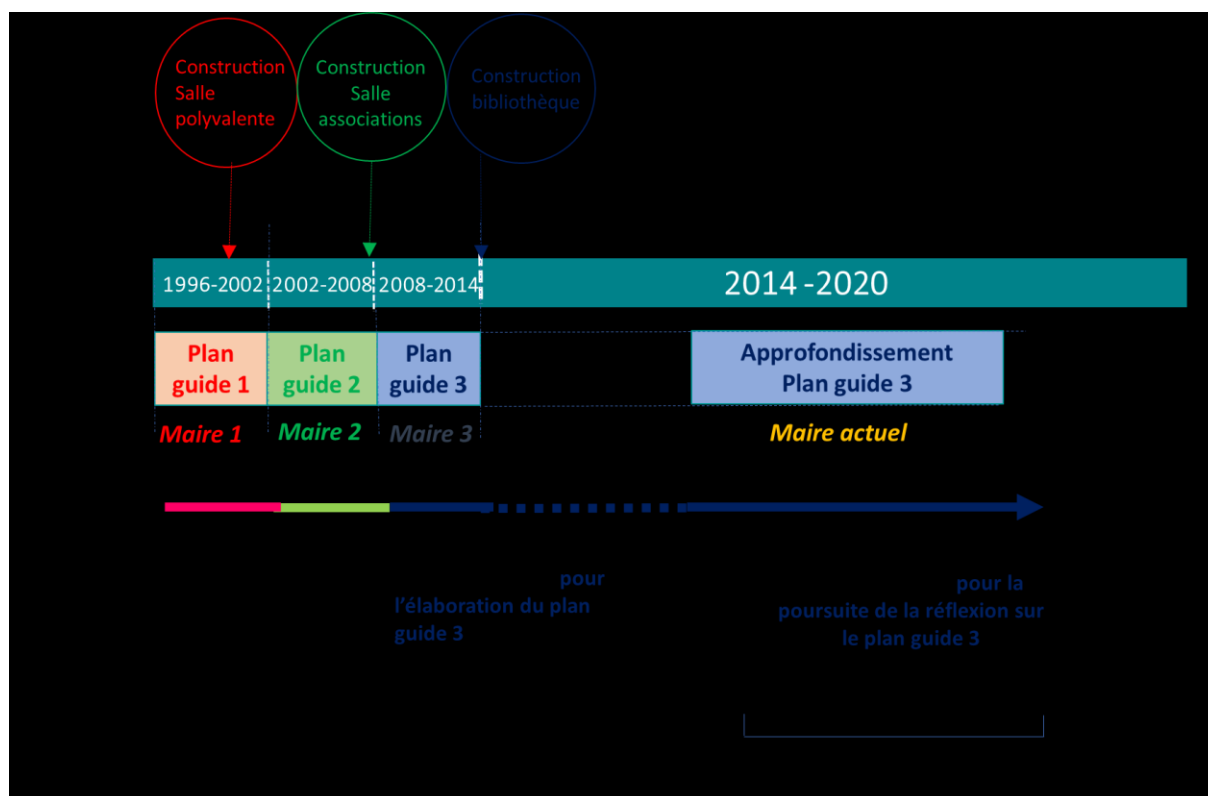 Construction
Salle
polyvalente
Construction
Salle
associations
Construction
bibliothèque
1996-2002
2002-2008
2008-2014
2014 -2020
Plan
guide 1
Plan
guide 2
Plan
guide 3
Approfondissement
Plan guide 3
Maire 1
Maire 2
Maire 3
Maire actuel
pour
l’élaboration du plan
guide 3
pour la
poursuite de la réflexion sur
le plan guide 3